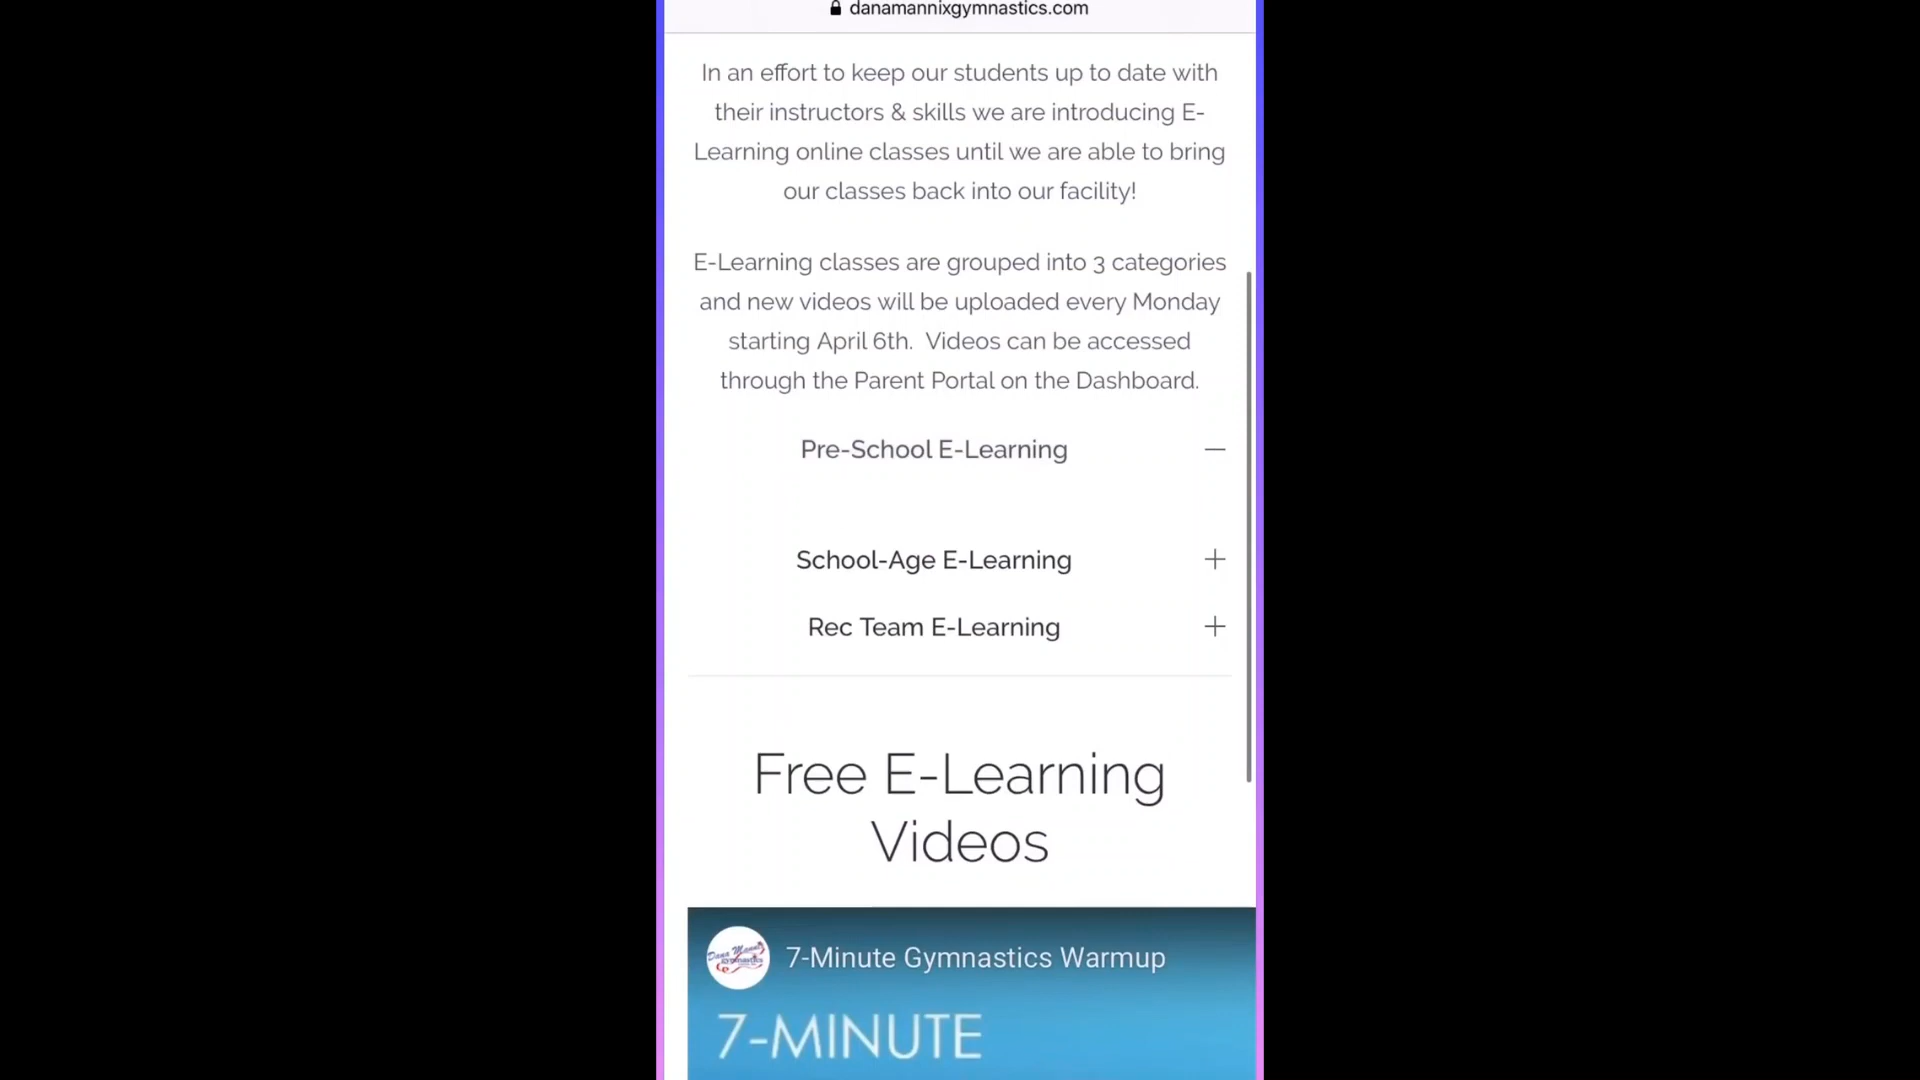 danamannixgymnastics.com
In an effort to keep our students up to date with
their instructors & skills we are introducing E-
Learning online classes until we are able to bring
our classes back into our facility!
E-Learning classes are grouped into 3 categories
and new videos will be uploaded every Monday
starting April 6th.  Videos can be accessed
through the Parent Portal on the Dashboard.
Pre-School E-Learning
School-Age E-Learning
Rec Team E-Learning
Free E-Learning
Videos
7-Minute Gymnastics Warmup
7-MINUTE